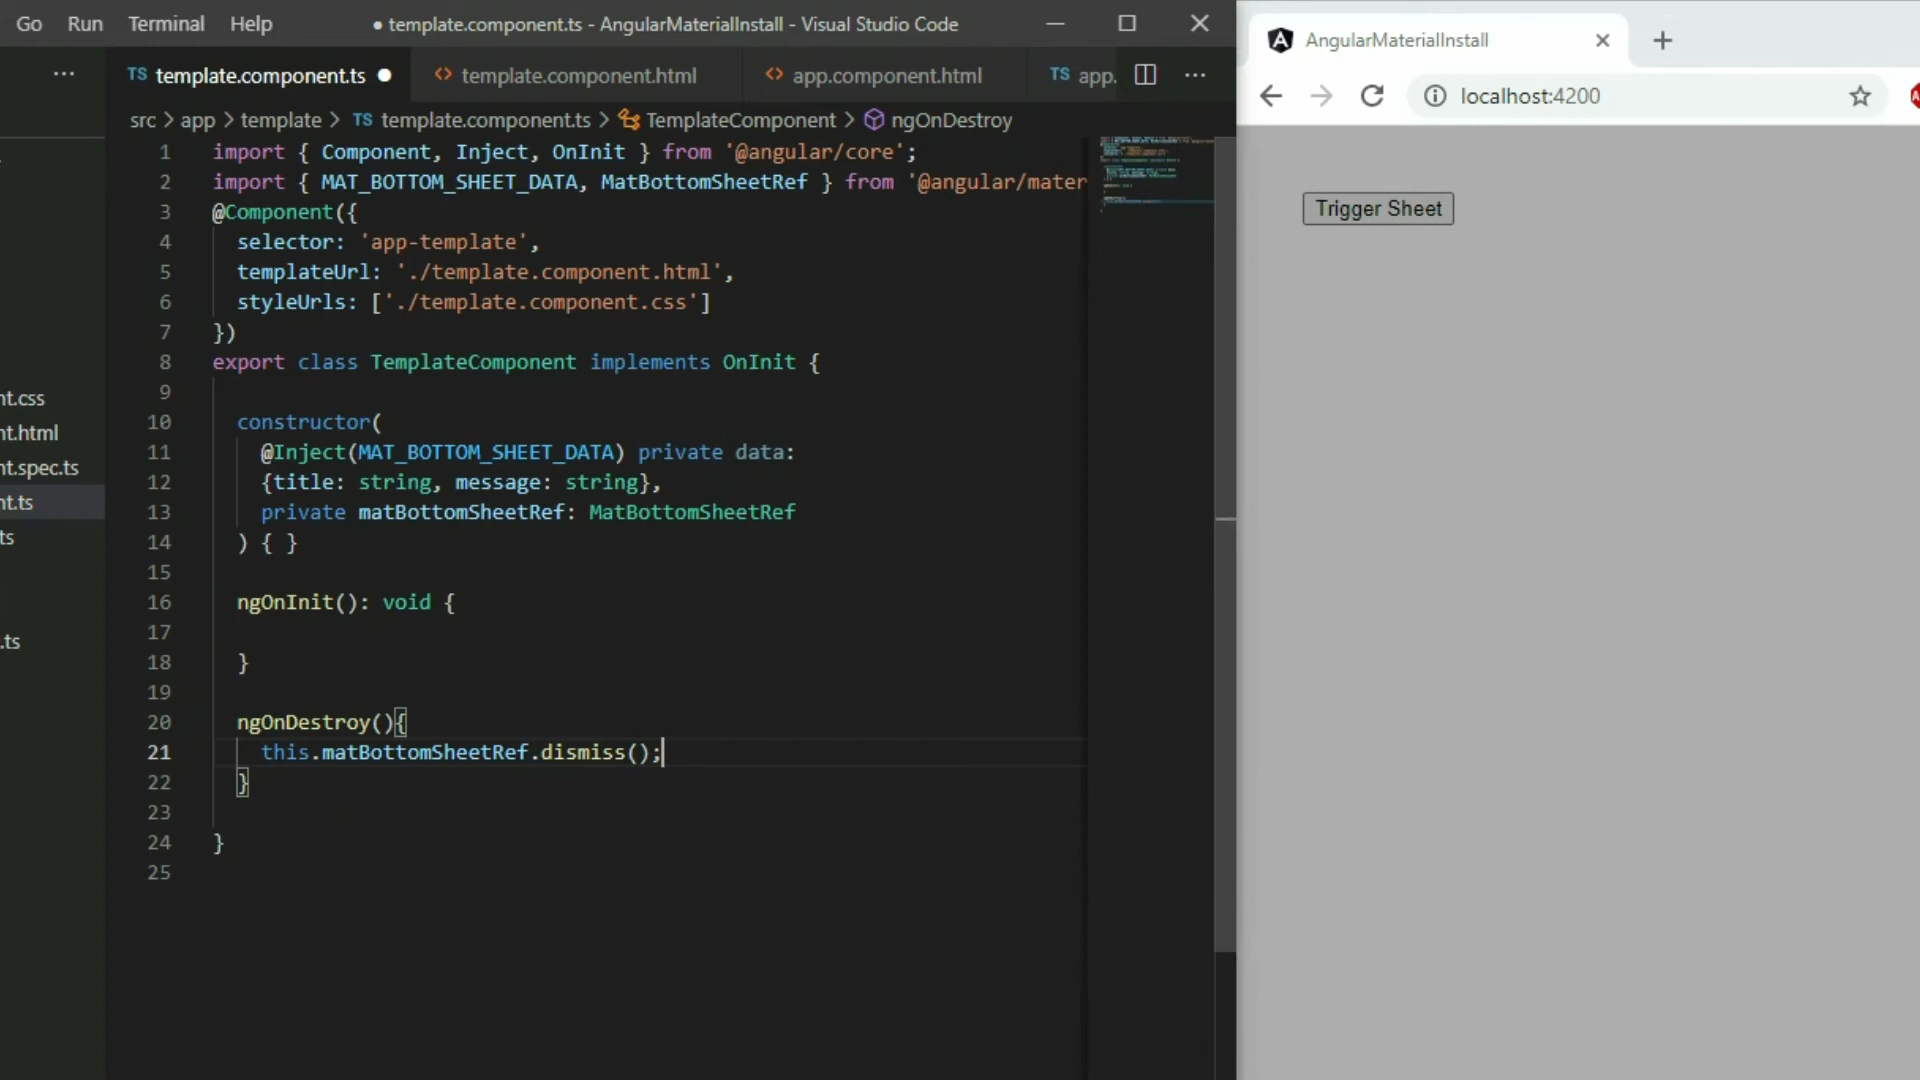 Go Run Terminal Help ● template.component.ts - AngularMaterialInstall - Visual Studio Code
TS template.component.ts ● <> template.component.html <> app.component.html TS app. ...
src > app > template > TS template.component.ts > TemplateComponent > ngOnDestroy
1 import { Component, Inject, OnInit } from '@angular/core';
2 import { MAT_BOTTOM_SHEET_DATA, MatBottomSheetRef } from '@angular/mater
3 @Component({
4 selector: 'app-template',
5 templateUrl: './template.component.html',
6 styleUrls: ['./template.component.css']
7 })
8 export class TemplateComponent implements OnInit {
9
10 constructor(
11 @Inject(MAT_BOTTOM_SHEET_DATA) private data:
12 {title: string, message: string},
13 private matBottomSheetRef: MatBottomSheetRef
14 ) { }
15
16 ngOnInit(): void {
17
18 }
19
20 ngOnDestroy(){
21 this.matBottomSheetRef.dismiss();
22 }
23
24 }
25
nt.css
nt.html
nt.spec.ts
nt.ts
ts
.ts
AngularMaterialInstall
localhost:4200
Trigger Sheet